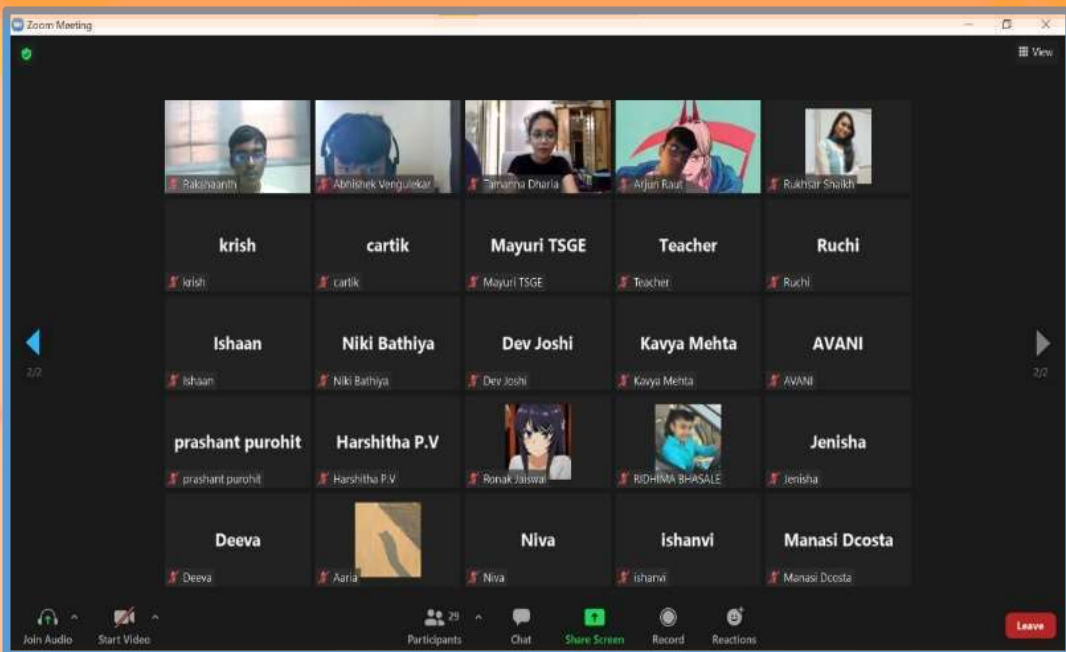 Zoom Meeting
View
Rakshaanth
Abhishek Vengulekar
Tamanna Dharia
Arjun Raut
Rukhsar Shaikh
krish
cartik
Mayuri TSGE
Teacher
Ruchi
krish
cartik
Mayuri TSGE
Teacher
Ruchi
Ishaan
Niki Bathiya
Dev Joshi
Kavya Mehta
AVANI
2/2
2/2
Ishaan
Niki Bathiya
Dev Joshi
Kavya Mehta
AVANI
prashant purohit
Harshitha P.V
Jenisha
prashant purohit
Harshitha P.V
Ronak Jaiswal
RIDHIMA BHASALE
Jenisha
Deeva
Niva
ishanvi
Manasi Dcosta
Deeva
Aaria
Niva
ishanvi
Manasi Dcosta
29
Join Audio
Start Video
Participants
Chat
Share Screen
Record
Reactions
Leave